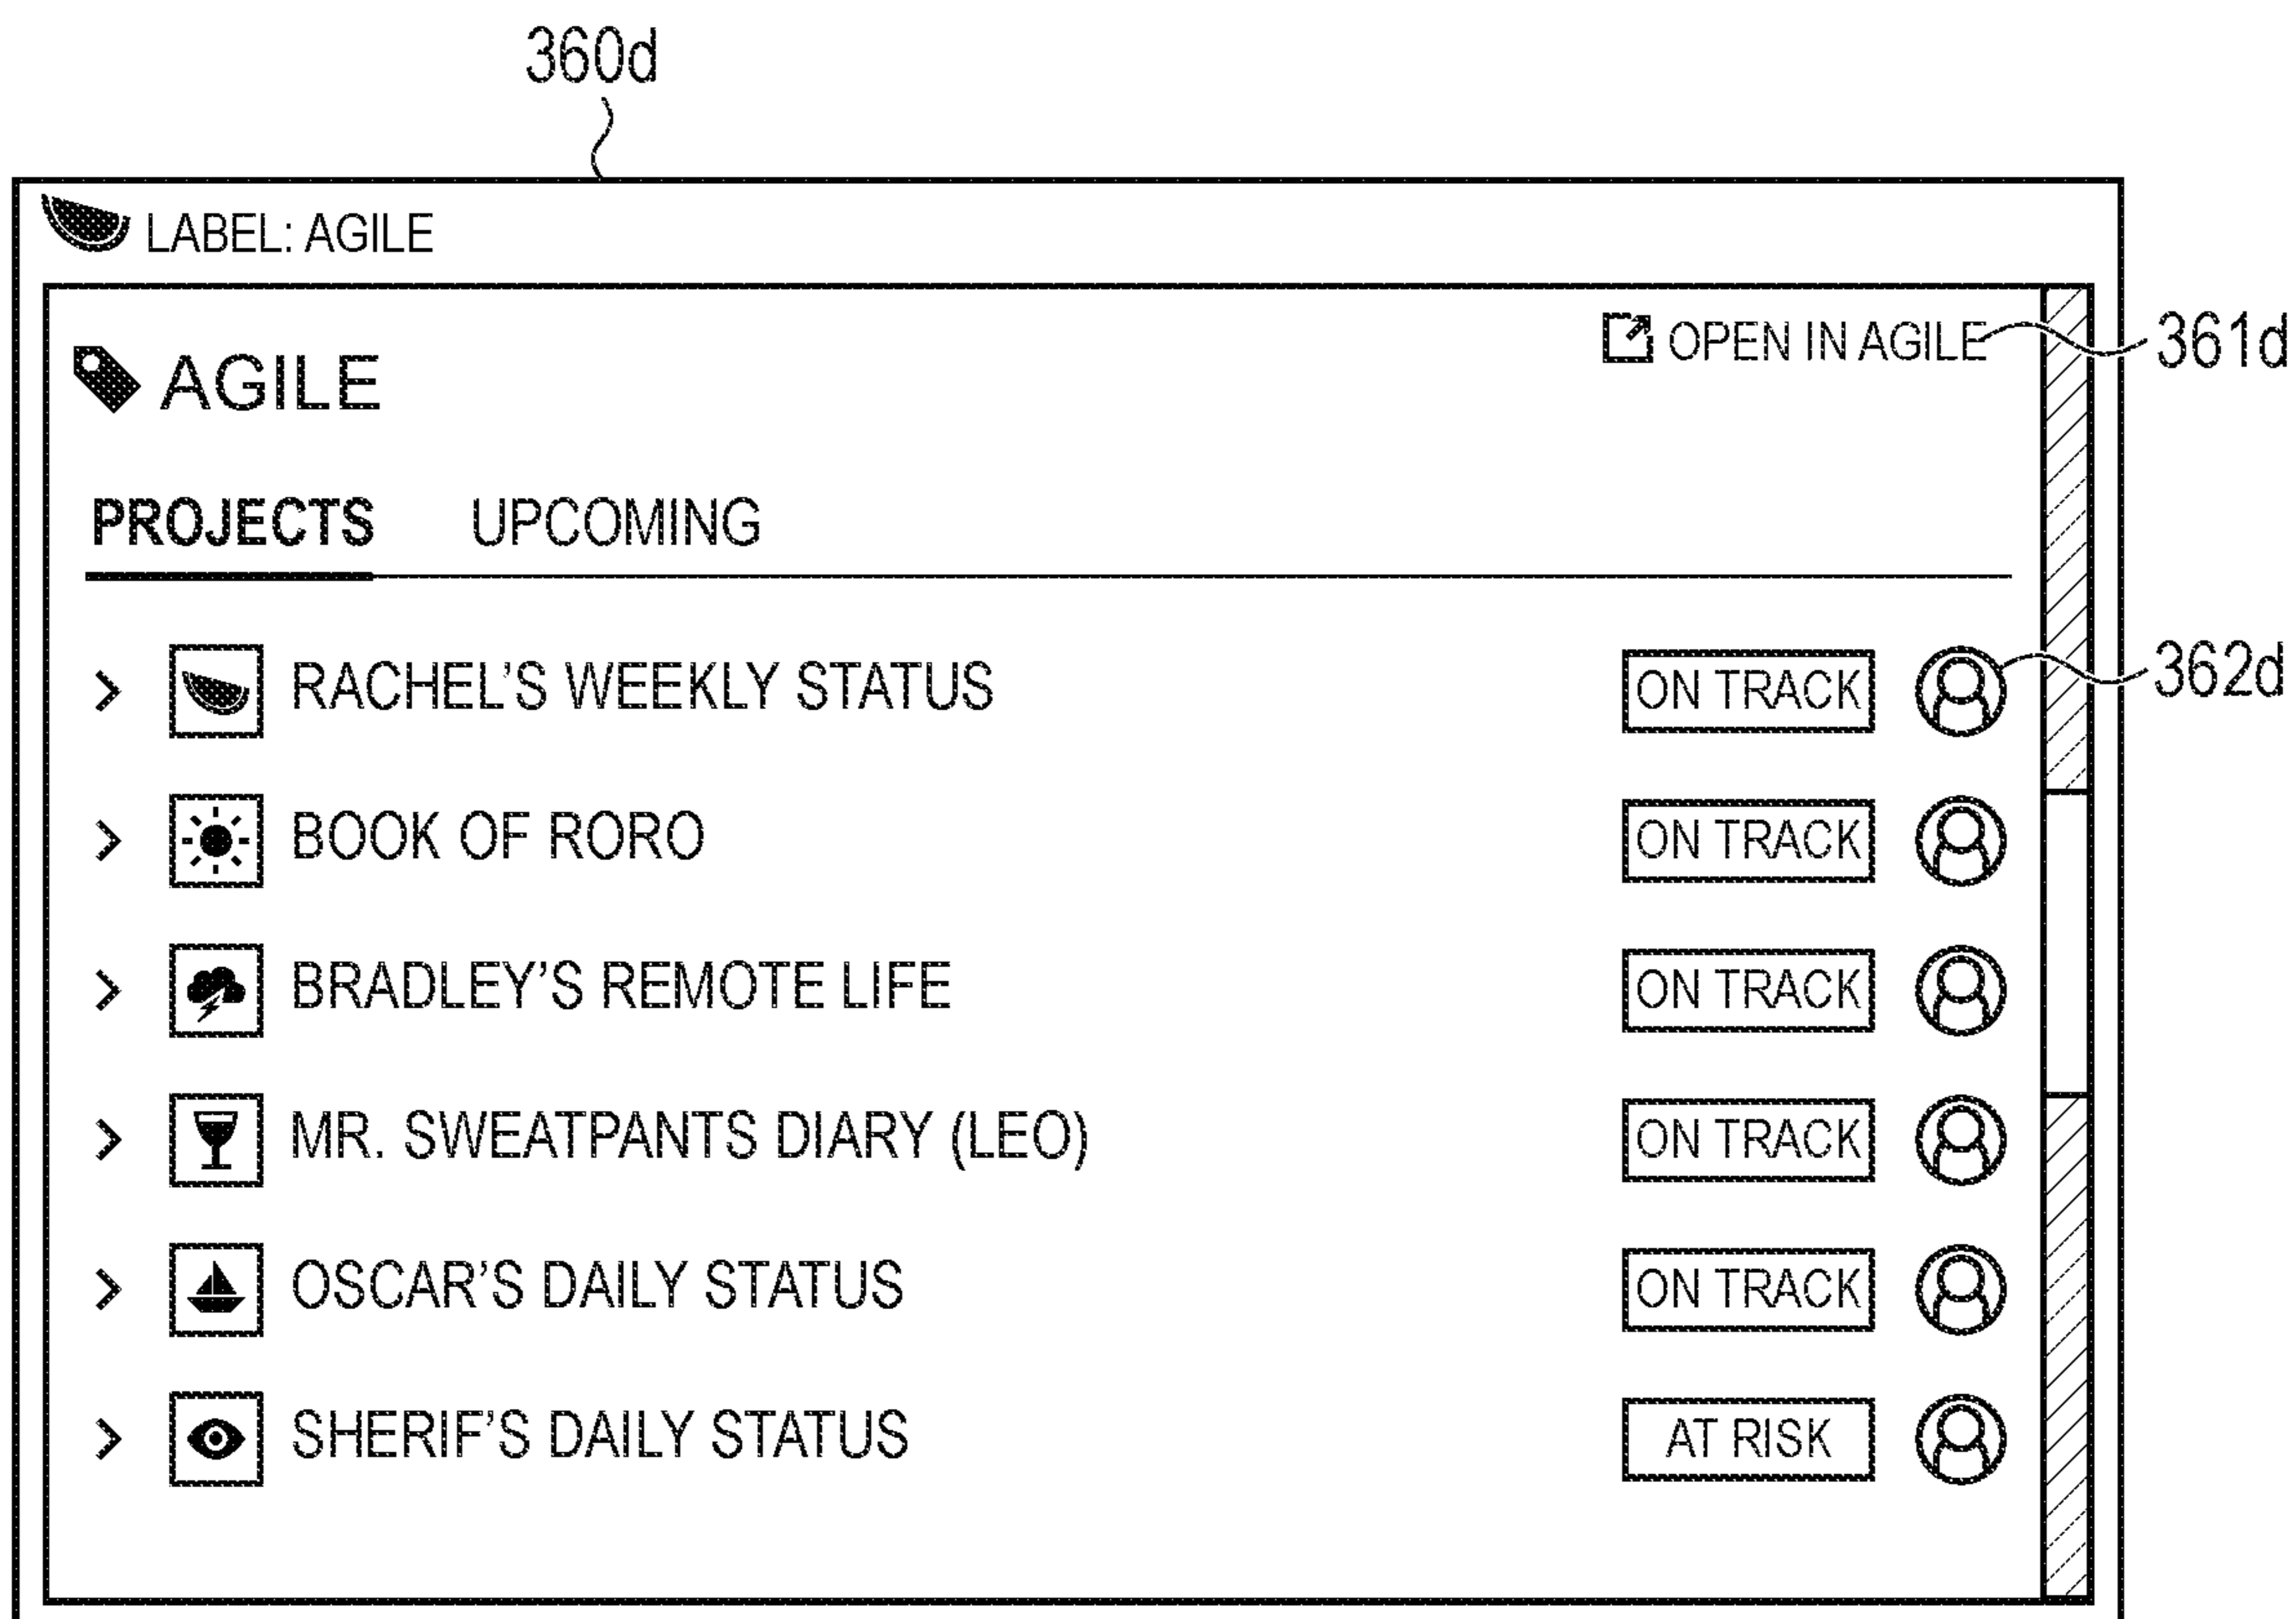 360d
LABEL: AGILE
OPEN IN AGILE 361d
AGILE
PROJECTS UPCOMING
RACHEL'S WEEKLY STATUS ON TRACK 362d
BOOK OF RORO ON TRACK
BRADLEY'S REMOTE LIFE ON TRACK
MR. SWEATPANTS DIARY (LEO) ON TRACK
OSCAR'S DAILY STATUS ON TRACK
SHERIF'S DAILY STATUS AT RISK